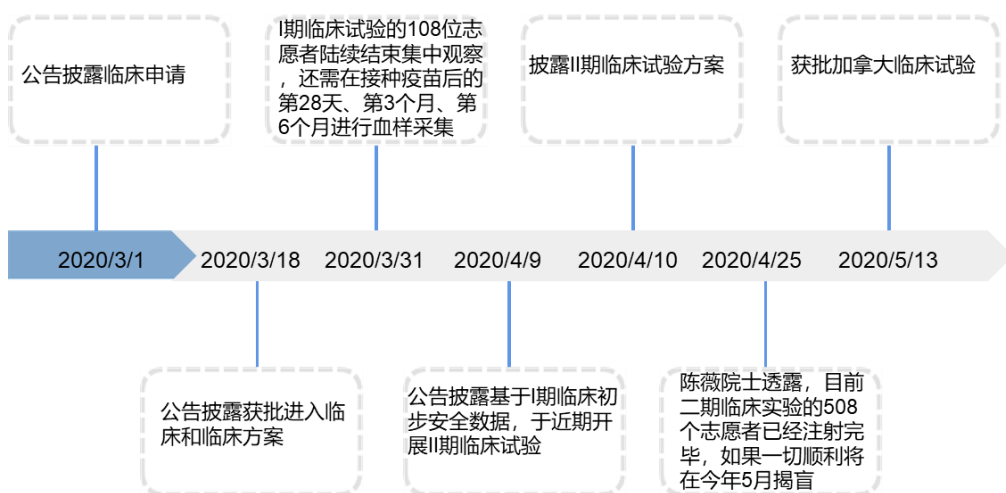 公告披露临床申请
I期临床试验的108位志
愿者陆续结束集中观察
，还需在接种疫苗后的
第28天、第3个月、第
6个月进行血样采集
披露II期临床试验方案
获批加拿大临床试验
2020/3/1
2020/3/18
2020/3/31
2020/4/9
2020/4/10
2020/4/25
2020/5/13
公告披露获批进入临
床和临床方案
公告披露基于I期临床初
步安全数据，于近期开
展II期临床试验
陈薇院士透露，目前
二期临床实验的508
个志愿者已经注射完
毕，如果一切顺利将
在今年5月揭盲